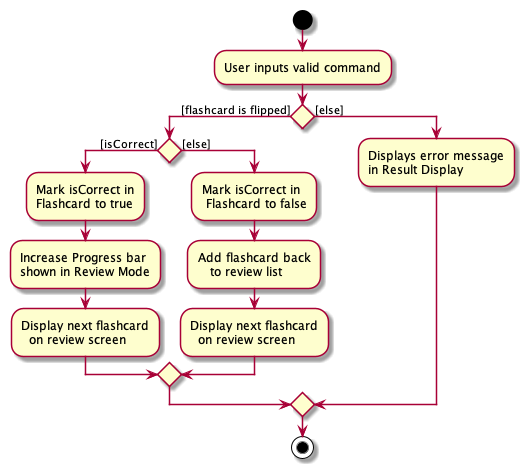 User inputs valid command
[flashcard is flipped]
[else]
[isCorrect]
[else]
Displays error message
in Result Display
Mark isCorrect in
Flashcard to true
Mark isCorrect in
Flashcard to false
Increase Progress bar
shown in Review Mode
Add flashcard back
to review list
Display next flashcard
on review screen
Display next flashcard
on review screen